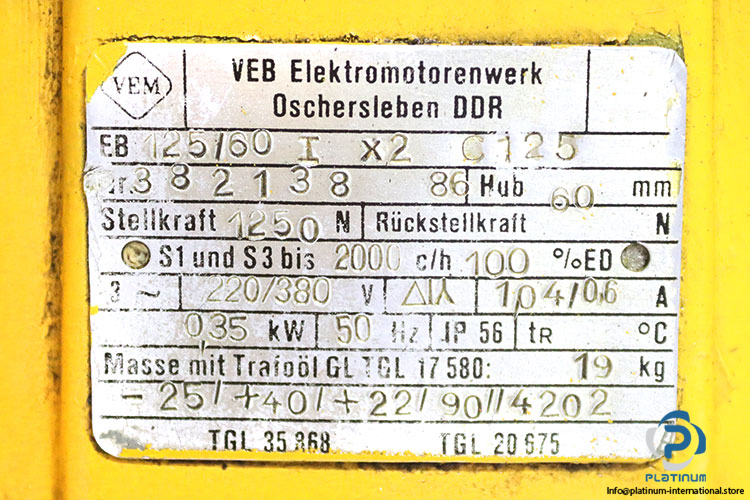 VEM
VEB Elektromotorenwerk
Oschersleben DDR
EB 125/60 I X2 C125
Nr. 382138 86 Hub 60 mm
Stellkraft 1250 N Rückstellkraft N
S1 und S3 bis 2000 c/h 100 %ED
3 ~ 220/380 V Δ/⅄ 1,04/0,6 A
0,35 kW 50 Hz IP 56 tR °C
Masse mit Trafoöl GL TGL 17 580: 19 kg
-25/+40/+22/90//4202
TGL 35 868 TGL 20 675
PLATINUM
Info@platinum-international.store